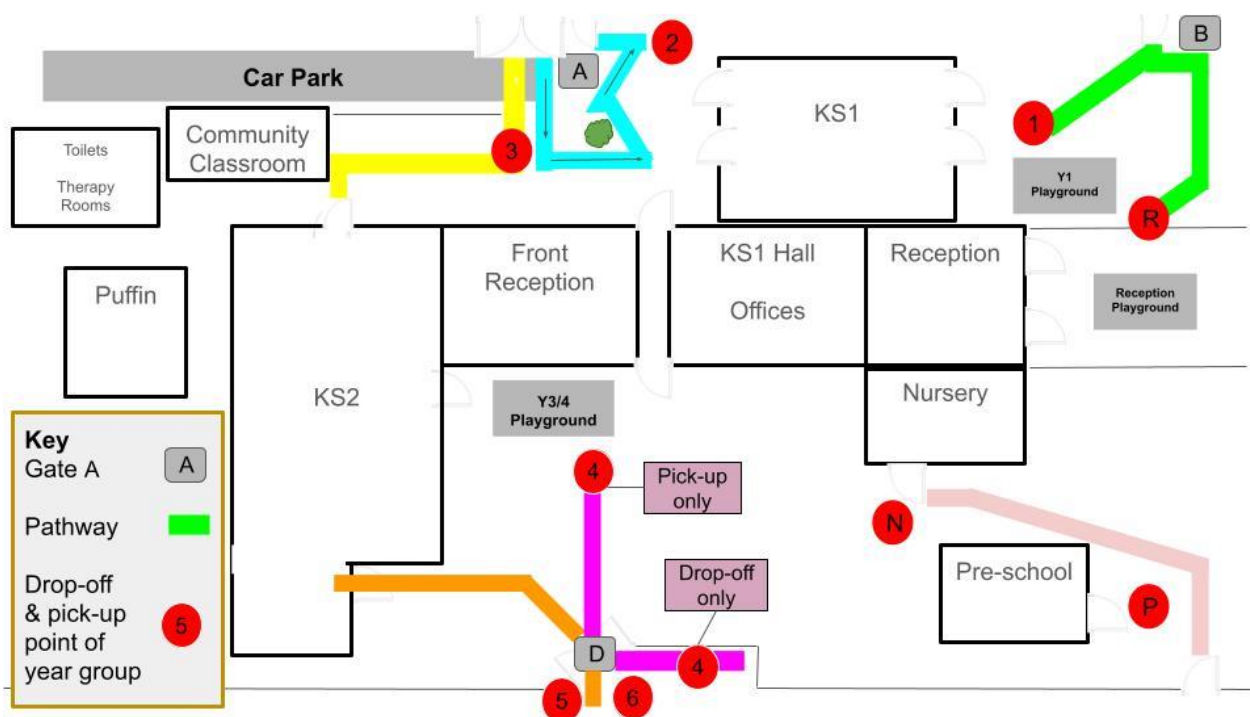 2
B
A
Car Park
KS1
Community
Classroom
1
3
Toilets
Therapy
Rooms
Y1
Playground
R
Front
Reception
KS1 Hall
Offices
Reception
Puffin
Reception
Playground
KS2
Y3/4
Playground
Nursery
Key
Gate A
A
Pathway
Drop-off
& pick-up
point of
year group
5
4
Pick-up
only
N
Drop-off
only
Pre-school
P
D
4
5
6